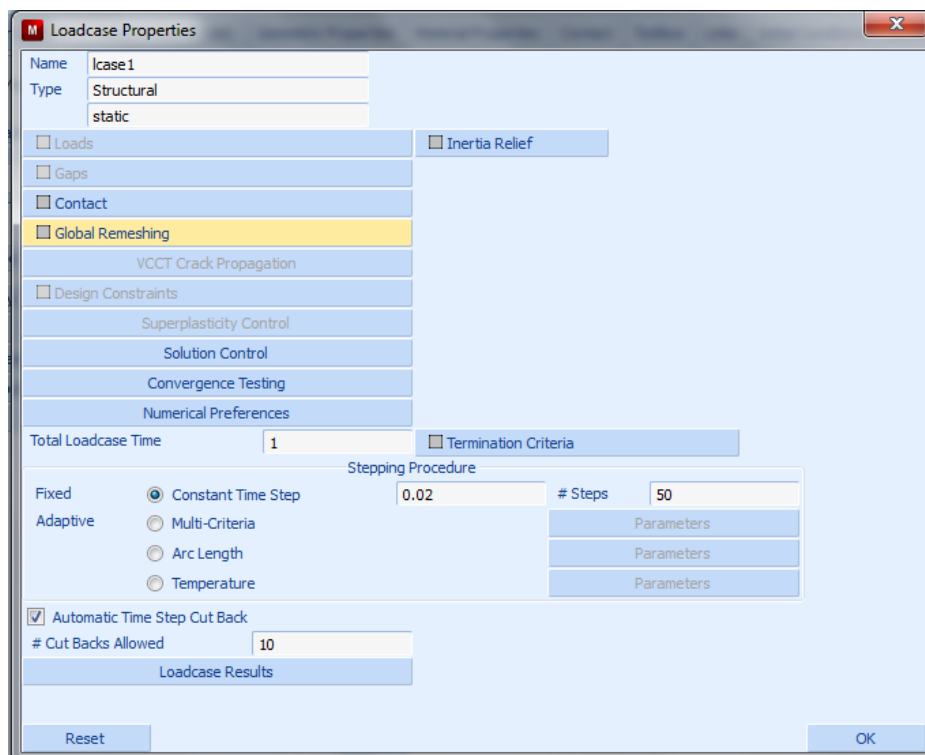 M Loadcase Properties
Name lcase1
Type Structural
static
Loads Inertia Relief
Gaps
Contact
Global Remeshing
VCCT Crack Propagation
Design Constraints
Superplasticity Control
Solution Control
Convergence Testing
Numerical Preferences
Total Loadcase Time 1 Termination Criteria
Stepping Procedure
Fixed Constant Time Step 0.02 # Steps 50
Adaptive Multi-Criteria Parameters
Arc Length Parameters
Temperature Parameters
Automatic Time Step Cut Back
# Cut Backs Allowed 10
Loadcase Results
Reset OK